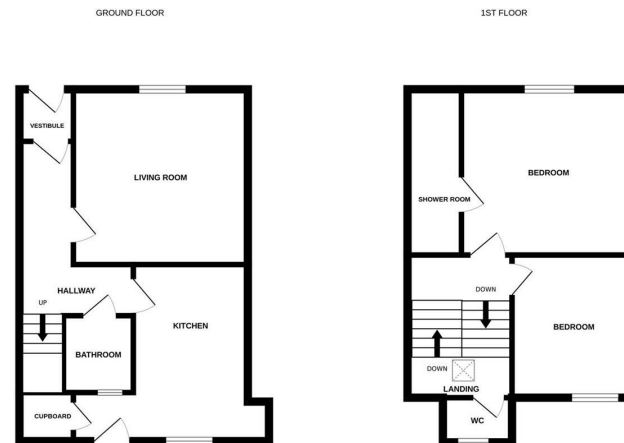 GROUND FLOOR
VESTIBULE
LIVING ROOM
HALLWAY
UP
KITCHEN
BATHROOM
CUPBOARD
1ST FLOOR
BEDROOM
SHOWER ROOM
DOWN
BEDROOM
DOWN
LANDING
WC